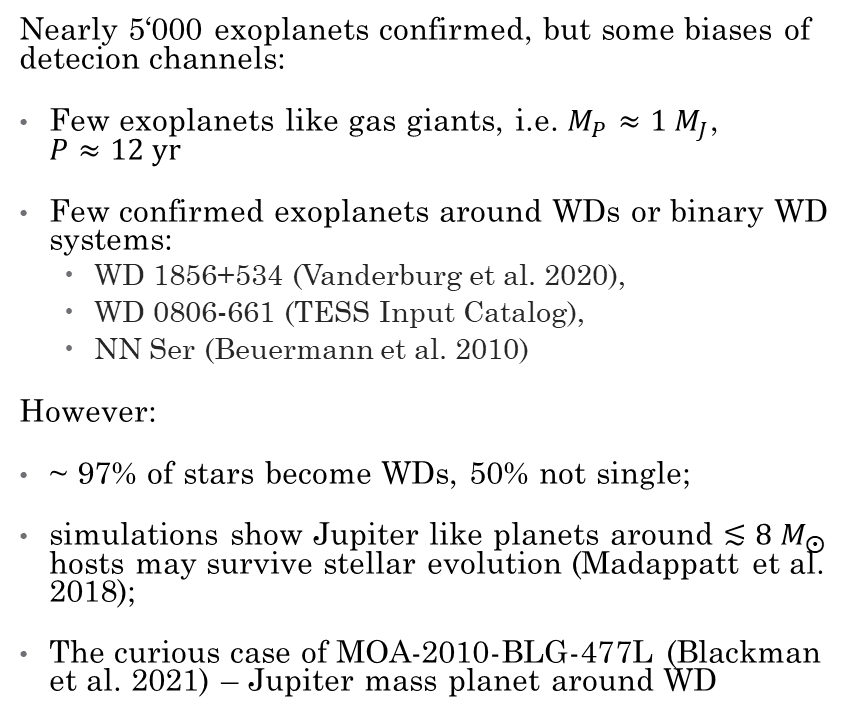 Nearly 5‘000 exoplanets confirmed, but some biases of
detecion channels:
• Few exoplanets like gas giants, i.e. M_P ≈ 1 M_J,
P ≈ 12 yr
• Few confirmed exoplanets around WDs or binary WD
systems:
• WD 1856+534 (Vanderburg et al. 2020),
• WD 0806-661 (TESS Input Catalog),
• NN Ser (Beuermann et al. 2010)
However:
• ~ 97% of stars become WDs, 50% not single;
• simulations show Jupiter like planets around ≲ 8 M_⊙
hosts may survive stellar evolution (Madappatt et al.
2018);
• The curious case of MOA-2010-BLG-477L (Blackman
et al. 2021) – Jupiter mass planet around WD